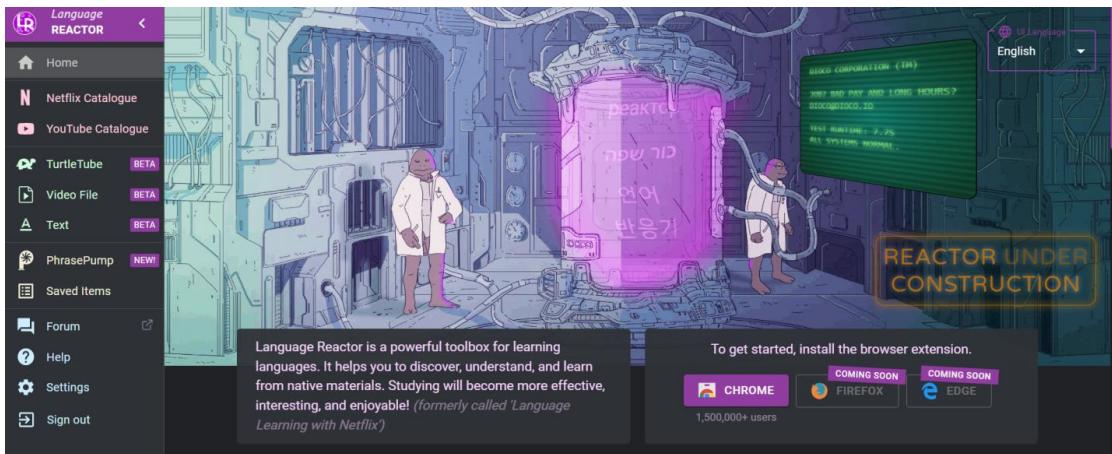 Language
REACTOR
Home
Netflix Catalogue
YouTube Catalogue
TurtleTube BETA
Video File BETA
Text BETA
PhrasePump NEW!
Saved Items
Forum
Help
Settings
Sign out
реактор
כור שפה
언어
반응기
DIOCO CORPORATION (TM)
JOB? BAD PAY AND LONG HOURS?
DIOCO@DIOCO.IO
TEST RUNTIME: 7.75
ALL SYSTEMS NORMAL.
UI Language
English
REACTOR UNDER
CONSTRUCTION
Language Reactor is a powerful toolbox for learning
languages. It helps you to discover, understand, and learn
from native materials. Studying will become more effective,
interesting, and enjoyable! (formerly called 'Language
Learning with Netflix')
To get started, install the browser extension.
CHROME
COMING SOON
FIREFOX
COMING SOON
EDGE
1,500,000+ users